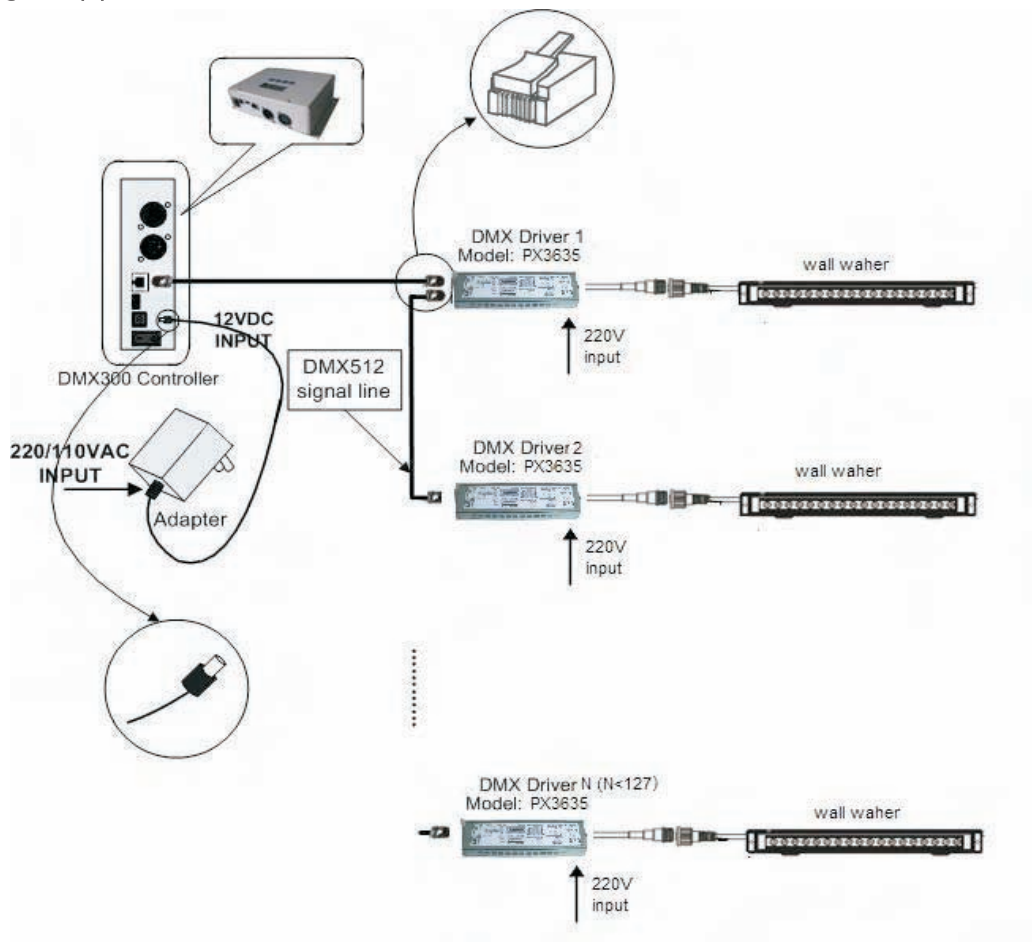 DMX Driver 1
Model: PX3635
wall waher
12VDC
INPUT
220V
input
DMX300 Controller
DMX512
signal line
220/110VAC
INPUT
Adapter
DMX Driver 2
Model: PX3635
wall waher
220V
input
DMX Driver N (N<127)
Model: PX3635
wall waher
220V
input